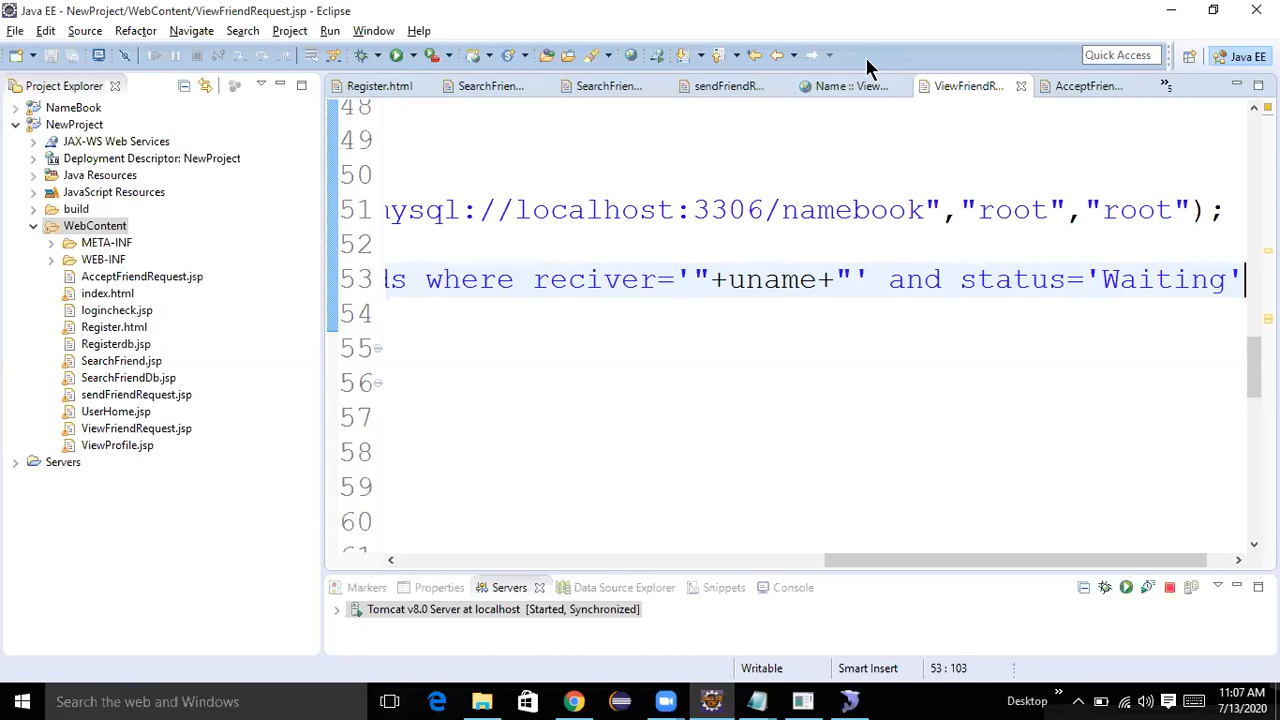 Java EE - NewProject/WebContent/ViewFriendRequest.jsp - Eclipse
File Edit Source Refactor Navigate Search Project Run Window Help
Quick Access
Java EE
Project Explorer
NameBook
NewProject
JAX-WS Web Services
Deployment Descriptor: NewProject
Java Resources
JavaScript Resources
build
WebContent
META-INF
WEB-INF
AcceptFriendRequest.jsp
index.html
logincheck.jsp
Register.html
Registerdb.jsp
SearchFriend.jsp
SearchFriendDb.jsp
sendFriendRequest.jsp
UserHome.jsp
ViewFriendRequest.jsp
ViewProfile.jsp
Servers
Register.html SearchFrien... SearchFrien... sendFriendR... Name :: View... ViewFriendR... AcceptFrien... 5
48
49
50
51 mysql://localhost:3306/namebook","root","root");
52
53 ds where reciver='"+uname+"' and status='Waiting'
54
55
56
57
58
59
60
61
Markers Properties Servers Data Source Explorer Snippets Console
Tomcat v8.0 Server at localhost [Started, Synchronized]
Writable Smart Insert 53 : 103
Search the web and Windows
Desktop
11:07 AM
7/13/2020